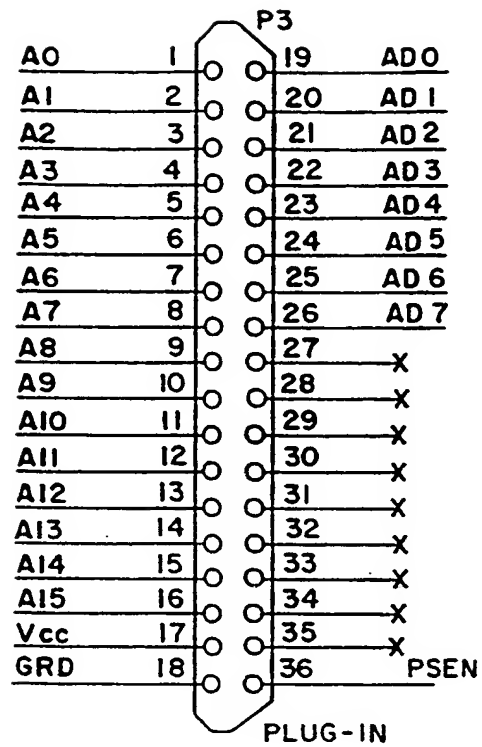 P3
A0 1 19 AD0
A1 2 20 AD1
A2 3 21 AD2
A3 4 22 AD3
A4 5 23 AD4
A5 6 24 AD5
A6 7 25 AD6
A7 8 26 AD7
A8 9 27 X
A9 10 28 X
A10 11 29 X
A11 12 30 X
A12 13 31 X
A13 14 32 X
A14 15 33 X
A15 16 34 X
Vcc 17 35 X
GRD 18 36 PSEN
PLUG-IN